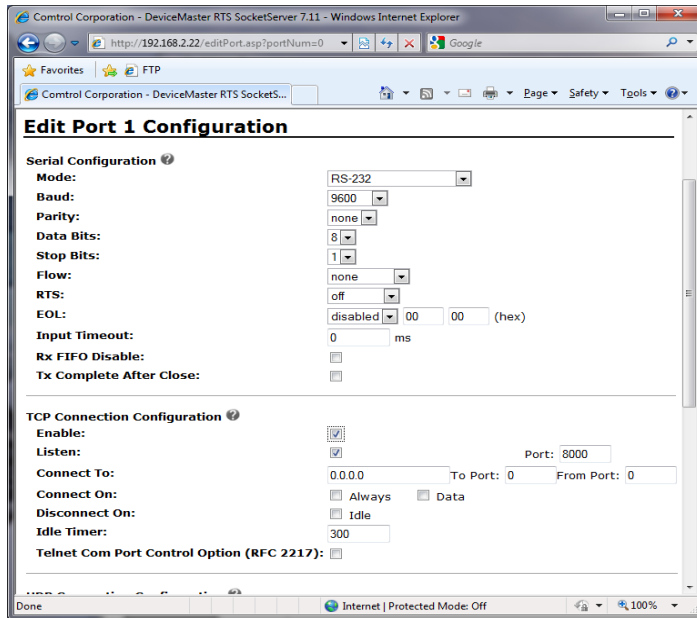 Comtrol Corporation - DeviceMaster RTS SocketServer 7.11 - Windows Internet Explorer
http://192.168.2.22/editPort.asp?portNum=0 Google
Favorites FTP
Comtrol Corporation - DeviceMaster RTS SocketS... Page Safety Tools
Edit Port 1 Configuration
Serial Configuration
Mode: RS-232
Baud: 9600
Parity: none
Data Bits: 8
Stop Bits: 1
Flow: none
RTS: off
EOL: disabled 00 00 (hex)
Input Timeout: 0 ms
Rx FIFO Disable:
Tx Complete After Close:
TCP Connection Configuration
Enable:
Listen: Port: 8000
Connect To: 0.0.0.0 To Port: 0 From Port: 0
Connect On: Always Data
Disconnect On: Idle
Idle Timer: 300
Telnet Com Port Control Option (RFC 2217):
Done Internet | Protected Mode: Off 100%